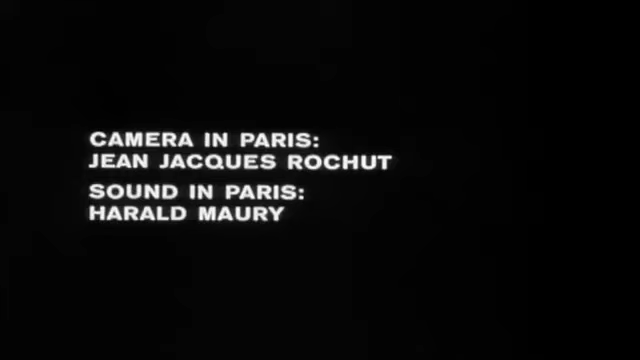 CAMERA IN PARIS:
JEAN JACQUES ROCHUT
SOUND IN PARIS:
HARALD MAURY